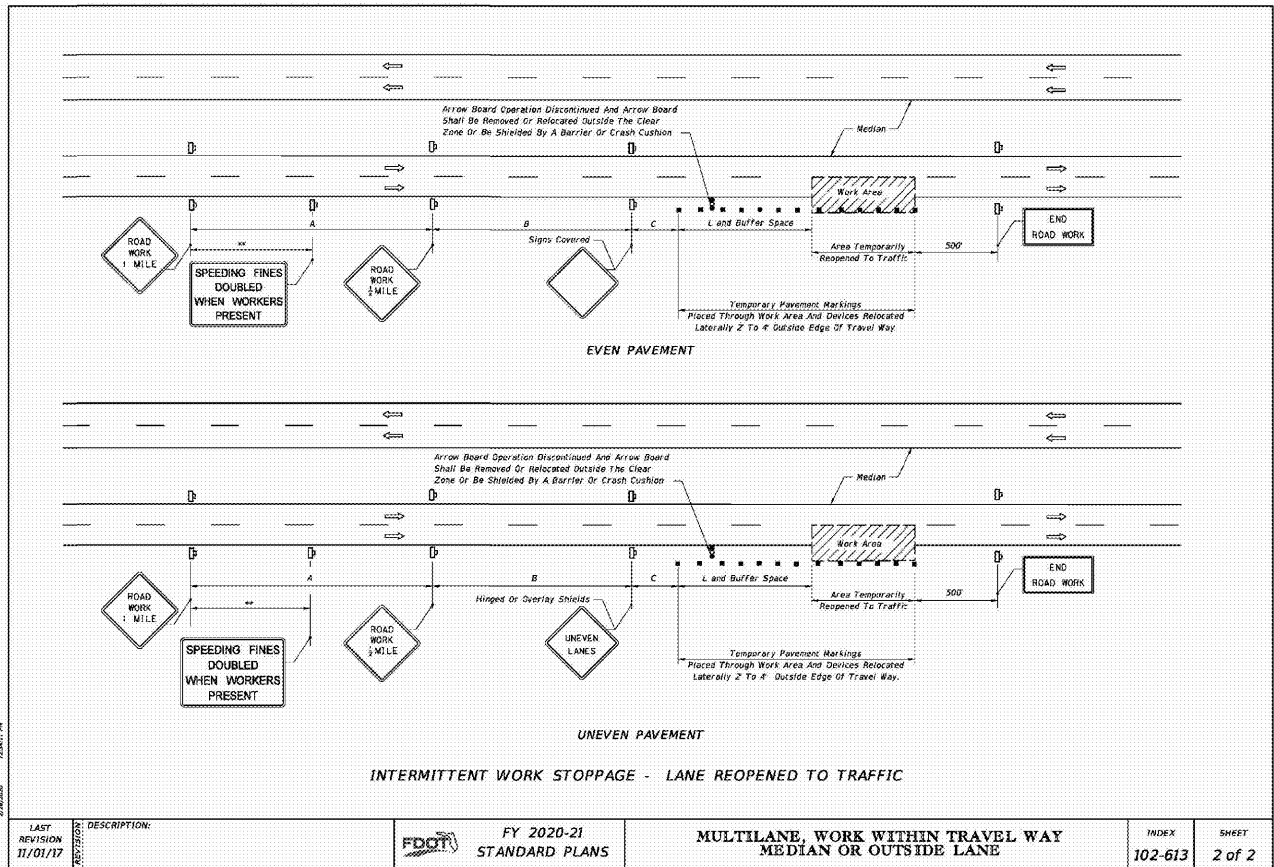 Arrow Board Operation Discontinued And Arrow Board
Shall Be Removed Or Relocated Outside The Clear
Zone Or Be Shielded By A Barrier Or Crash Cushion
Median
Work Area
A
B
C
L and Buffer Space
**
Signs Covered
Area Temporarily
Reopened To Traffic
500'
END
ROAD WORK
ROAD
WORK
1 MILE
SPEEDING FINES
DOUBLED
WHEN WORKERS
PRESENT
ROAD
WORK
½ MILE
Temporary Pavement Markings
Placed Through Work Area And Devices Relocated
Laterally 2' To 4' Outside Edge Of Travel Way
EVEN PAVEMENT
Arrow Board Operation Discontinued And Arrow Board
Shall Be Removed Or Relocated Outside The Clear
Zone Or Be Shielded By A Barrier Or Crash Cushion
Median
Work Area
A
B
C
L and Buffer Space
**
Hinged Or Overlay Shields
Area Temporarily
Reopened To Traffic
500'
END
ROAD WORK
ROAD
WORK
1 MILE
SPEEDING FINES
DOUBLED
WHEN WORKERS
PRESENT
ROAD
WORK
½ MILE
UNEVEN
LANES
Temporary Pavement Markings
Placed Through Work Area And Devices Relocated
Laterally 2' To 4' Outside Edge Of Travel Way.
UNEVEN PAVEMENT
INTERMITTENT WORK STOPPAGE - LANE REOPENED TO TRAFFIC
LAST
REVISION
11/01/17
REVISION
DESCRIPTION:
FDOT
FY 2020-21
STANDARD PLANS
MULTILANE, WORK WITHIN TRAVEL WAY
MEDIAN OR OUTSIDE LANE
INDEX
102-613
SHEET
2 of 2